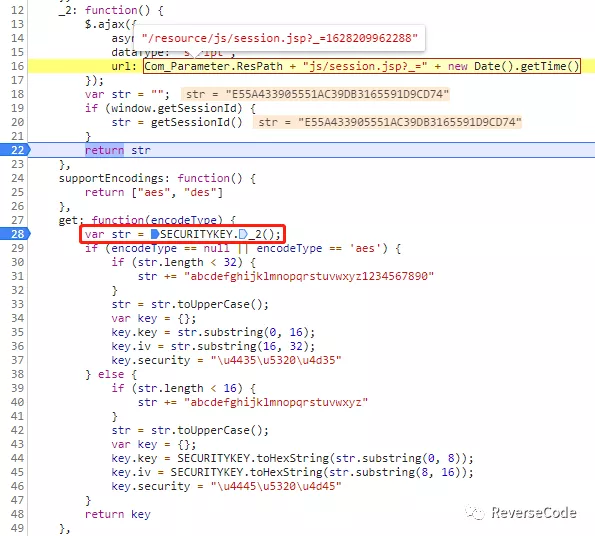 12 _2: function() {
13 $.ajax({
14 asyn
"/resource/js/session.jsp?_=1628209962288"
15 dataType: "script",
16 url: Com_Parameter.ResPath + "js/session.jsp?_=" + new Date().getTime()
17 });
18 var str = ""; str = "E55A433905551AC39DB3165591D9CD74"
19 if (window.getSessionId) {
20 str = getSessionId() str = "E55A433905551AC39DB3165591D9CD74"
21 }
22 return str
23 },
24 supportEncodings: function() {
25 return ["aes", "des"]
26 },
27 get: function(encodeType) {
28 var str = SECURITYKEY._2();
29 if (encodeType == null || encodeType == 'aes') {
30 if (str.length < 32) {
31 str += "abcdefghijklmnopqrstuvwxyz1234567890"
32 }
33 str = str.toUpperCase();
34 var key = {};
35 key.key = str.substring(0, 16);
36 key.iv = str.substring(16, 32);
37 key.security = "\u4435\u5320\u4d35"
38 } else {
39 if (str.length < 16) {
40 str += "abcdefghijklmnopqrstuvwxyz"
41 }
42 str = str.toUpperCase();
43 var key = {};
44 key.key = SECURITYKEY.toHexString(str.substring(0, 8));
45 key.iv = SECURITYKEY.toHexString(str.substring(8, 16));
46 key.security = "\u4445\u5320\u4d45"
47 }
48 return key
49 },
ReverseCode